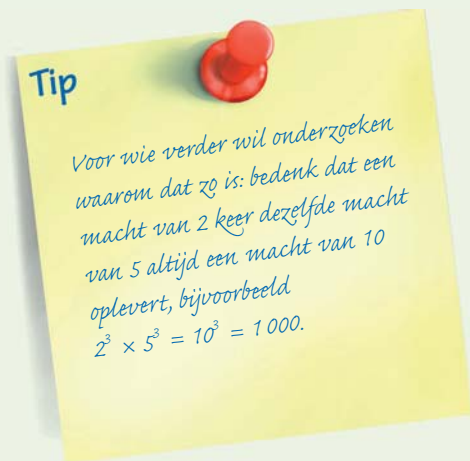 Tip
Voor wie verder wil onderzoeken
waarom dat zo is: bedenk dat een
macht van 2 keer dezelfde macht
van 5 altijd een macht van 10
oplevert, bijvoorbeeld
2³ × 5³ = 10³ = 1 000.